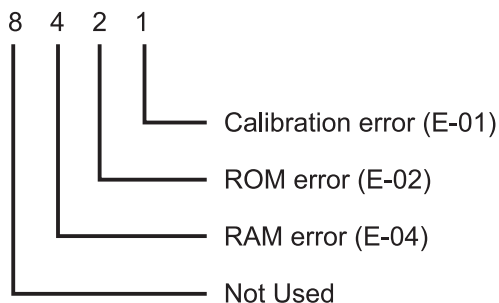 8 4 2 1
Calibration error (E-01)
ROM error (E-02)
RAM error (E-04)
Not Used